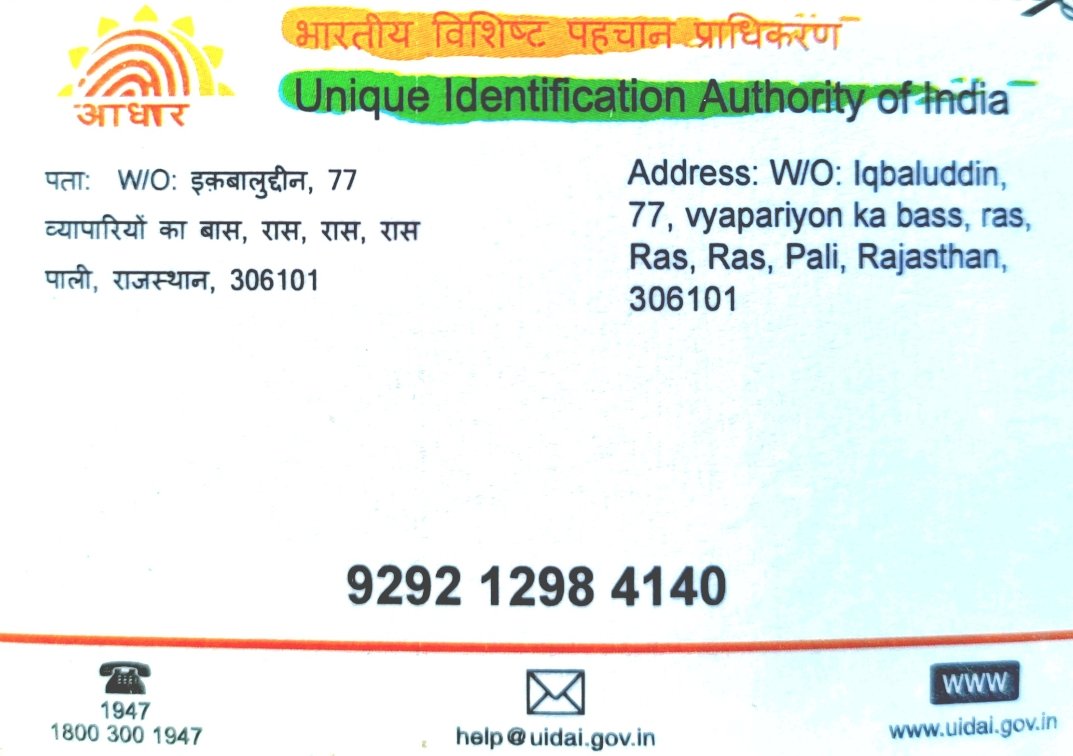 भारतीय विशिष्ट पहचान प्राधिकरण
Unique Identification Authority of India
आधार
पता: W/O: इक़बालुद्दीन, 77
व्यापारियों का बास, रास, रास, रास
पाली, राजस्थान, 306101
Address: W/O: Iqbaluddin,
77, vyapariyon ka bass, ras,
Ras, Ras, Pali, Rajasthan,
306101
9292 1298 4140
1947
1800 300 1947
help@uidai.gov.in
www
www.uidai.gov.in